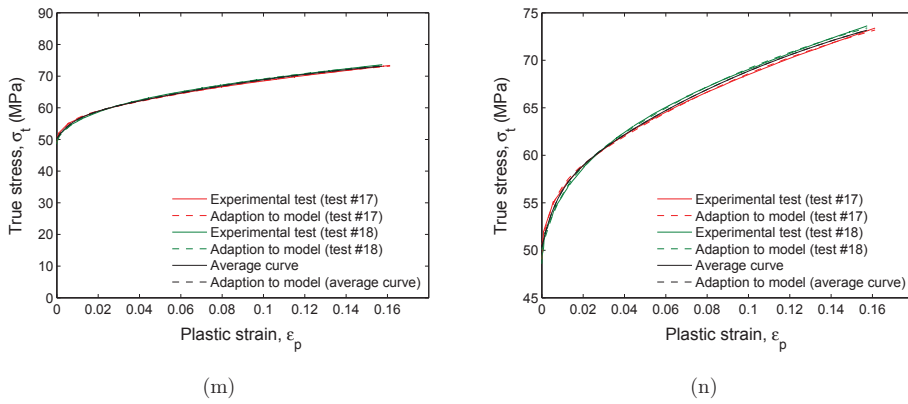 90
80
70
60
50
40
30
20
10
0
True stress, σt (MPa)
0 0.02 0.04 0.06 0.08 0.1 0.12 0.14 0.16
Plastic strain, εp
Experimental test (test #17)
Adaption to model (test #17)
Experimental test (test #18)
Adaption to model (test #18)
Average curve
Adaption to model (average curve)
(m)
75
70
65
60
55
50
45
True stress, σt (MPa)
0 0.02 0.04 0.06 0.08 0.1 0.12 0.14 0.16
Plastic strain, εp
Experimental test (test #17)
Adaption to model (test #17)
Experimental test (test #18)
Adaption to model (test #18)
Average curve
Adaption to model (average curve)
(n)